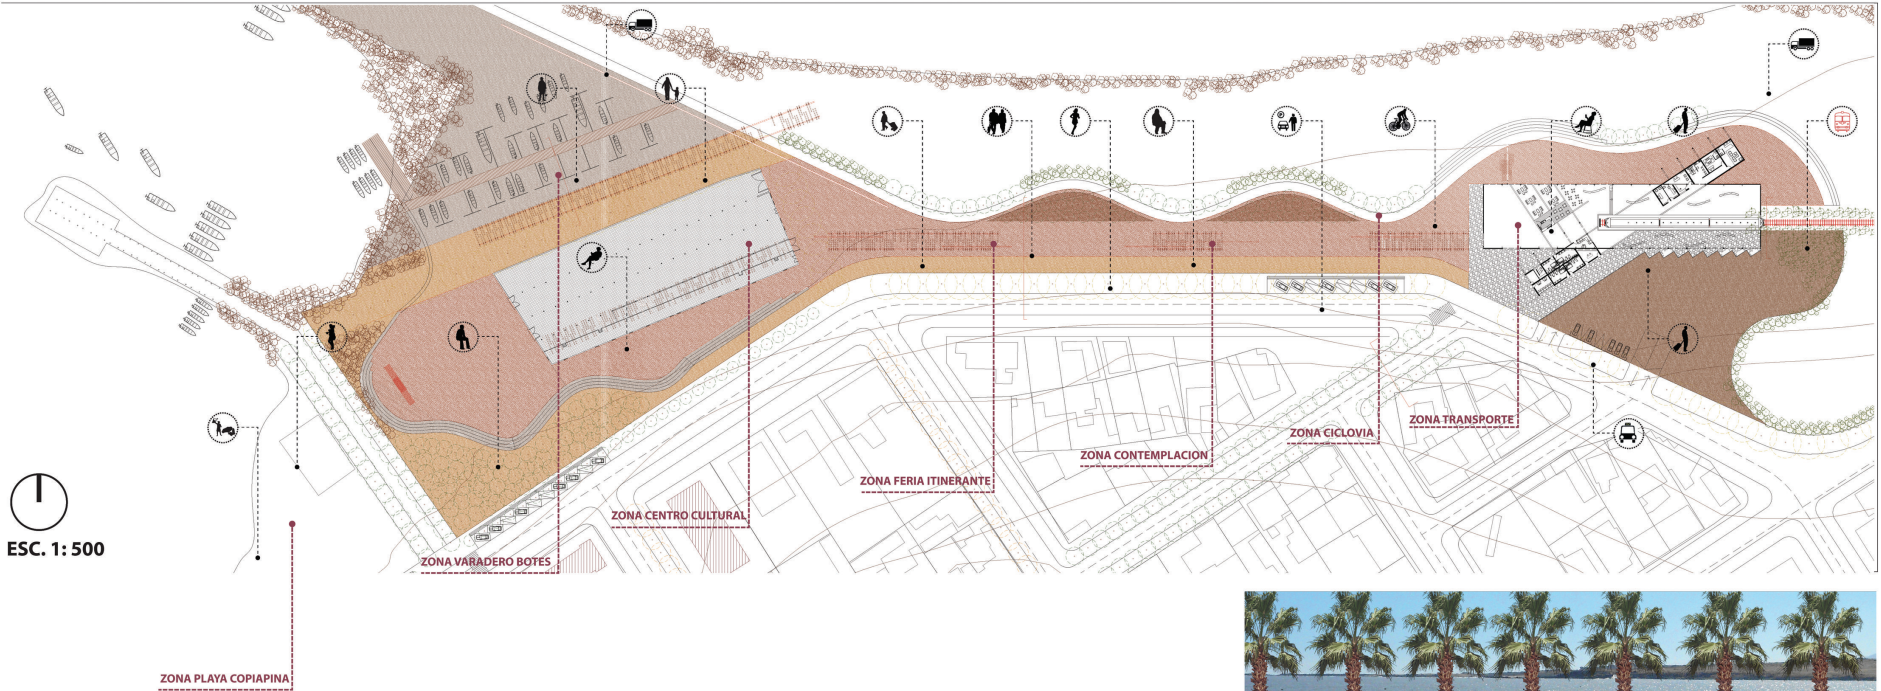 ZONA TRANSPORTE
ZONA CICLOVIA
ZONA CONTEMPLACION
ZONA FERIA ITINERANTE
ZONA CENTRO CULTURAL
ESC. 1: 500
ZONA VARADERO BOTES
ZONA PLAYA COPIAPINA